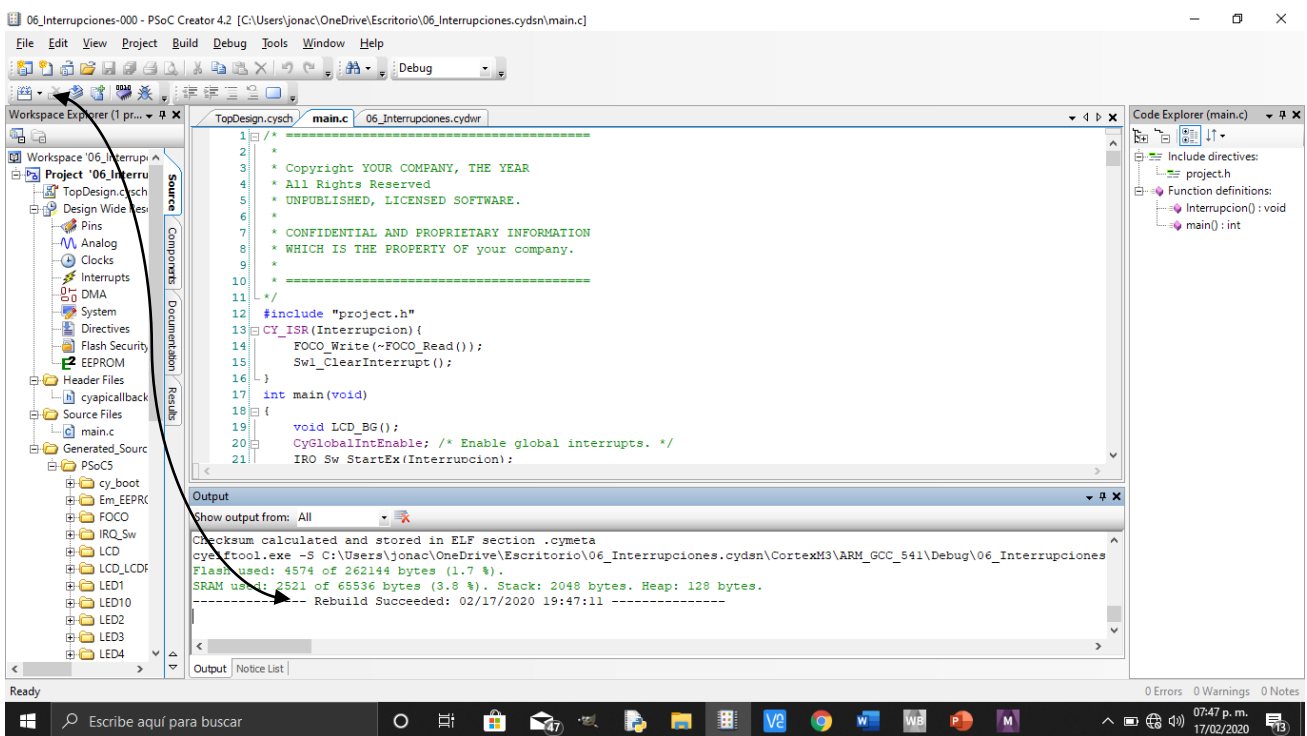 06_Interrupciones-000 - PSoC Creator 4.2 [C:\Users\jonac\OneDrive\Escritorio\06_Interrupciones.cydsn\main.c]
File Edit View Project Build Debug Tools Window Help
Debug
Workspace Explorer (1 pr...
Workspace '06_Interrup
Project '06_Interru
TopDesign.cysch
Design Wide Res
Pins
Analog
Clocks
Interrupts
DMA
System
Directives
Flash Security
EEPROM
Header Files
cyapicallback
Source Files
main.c
Generated_Sourc
PSoC5
cy_boot
Em_EEPR
FOCO
IRQ_Sw
LCD
LCD_LCDP
LED1
LED10
LED2
LED3
LED4
Source
Components
Documentation
Results
TopDesign.cysch main.c 06_Interrupciones.cydwr
1 /* ========================================
2 *
3 * Copyright YOUR COMPANY, THE YEAR
4 * All Rights Reserved
5 * UNPUBLISHED, LICENSED SOFTWARE.
6 *
7 * CONFIDENTIAL AND PROPRIETARY INFORMATION
8 * WHICH IS THE PROPERTY OF your company.
9 *
10 * ========================================
11 */
12 #include "project.h"
13 CY_ISR(Interrupcion){
14 FOCO_Write(~FOCO_Read());
15 Sw1_ClearInterrupt();
16 }
17 int main(void)
18 {
19 void LCD_BG();
20 CyGlobalIntEnable; /* Enable global interrupts. */
21 IRQ_Sw_StartEx(Interrupcion);
Output
Show output from: All
Checksum calculated and stored in ELF section .cymeta
cyelftool.exe -S C:\Users\jonac\OneDrive\Escritorio\06_Interrupciones.cydsn\CortexM3\ARM_GCC_541\Debug\06_Interrupciones
Flash used: 4574 of 262144 bytes (1.7 %).
SRAM used: 2521 of 65536 bytes (3.8 %). Stack: 2048 bytes. Heap: 128 bytes.
--------------- Rebuild Succeeded: 02/17/2020 19:47:11 ---------------
Output Notice List
Code Explorer (main.c)
Include directives:
project.h
Function definitions:
Interrupcion() : void
main() : int
Ready
0 Errors 0 Warnings 0 Notes
Escribe aquí para buscar
47
07:47 p. m.
17/02/2020
13